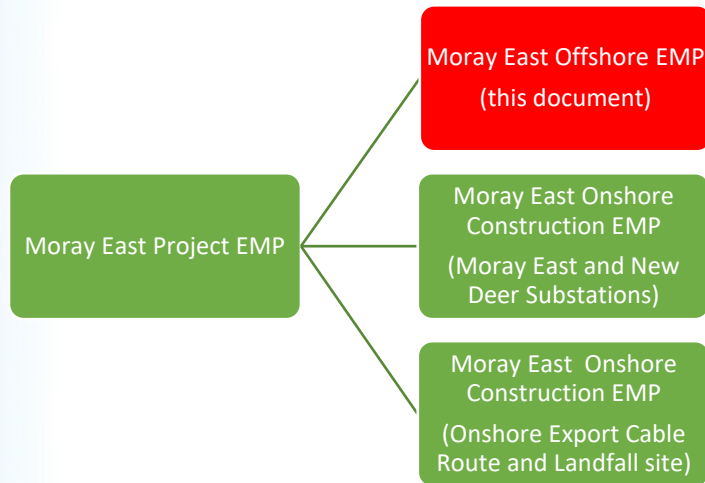 Moray East Offshore EMP
(this document)
Moray East Project EMP
Moray East Onshore
Construction EMP
(Moray East and New
Deer Substations)
Moray East  Onshore
Construction EMP
(Onshore Export Cable
Route and Landfall site)